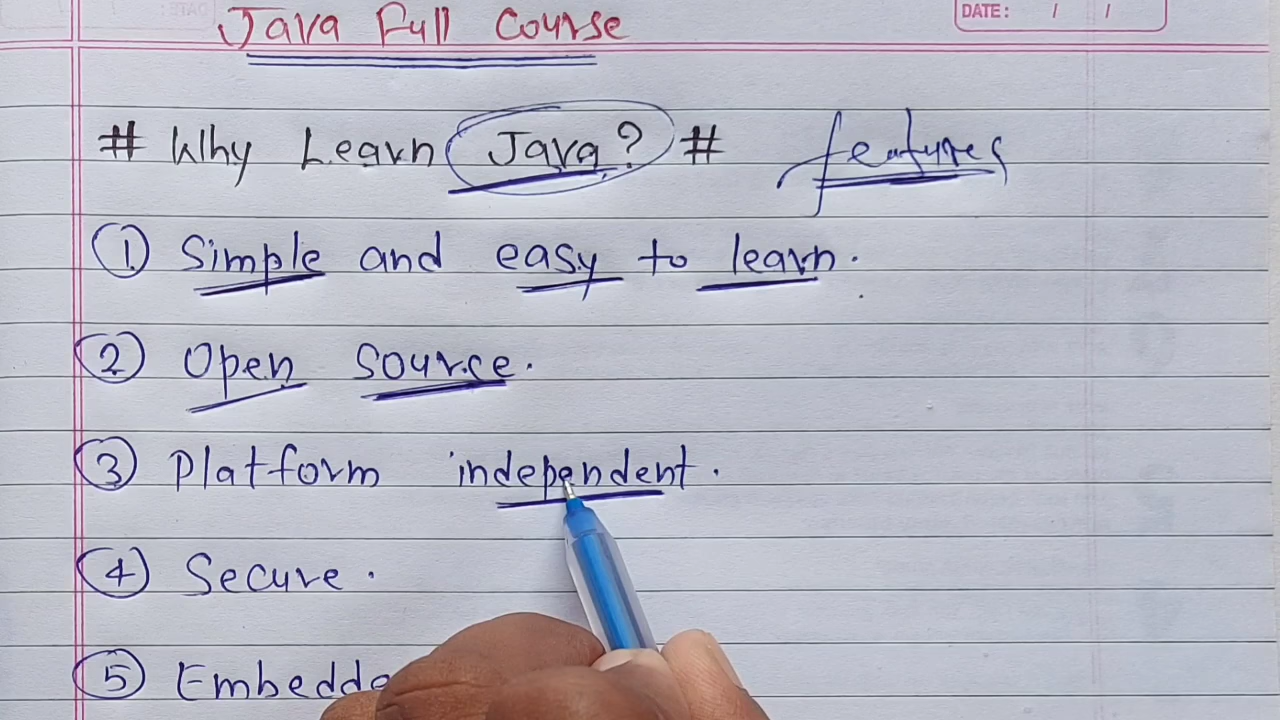 Java Full Course
DATE: / /
# Why Learn Java? # features
① Simple and easy to learn.
② Open Source.
③ Platform independent.
④ Secure.
⑤